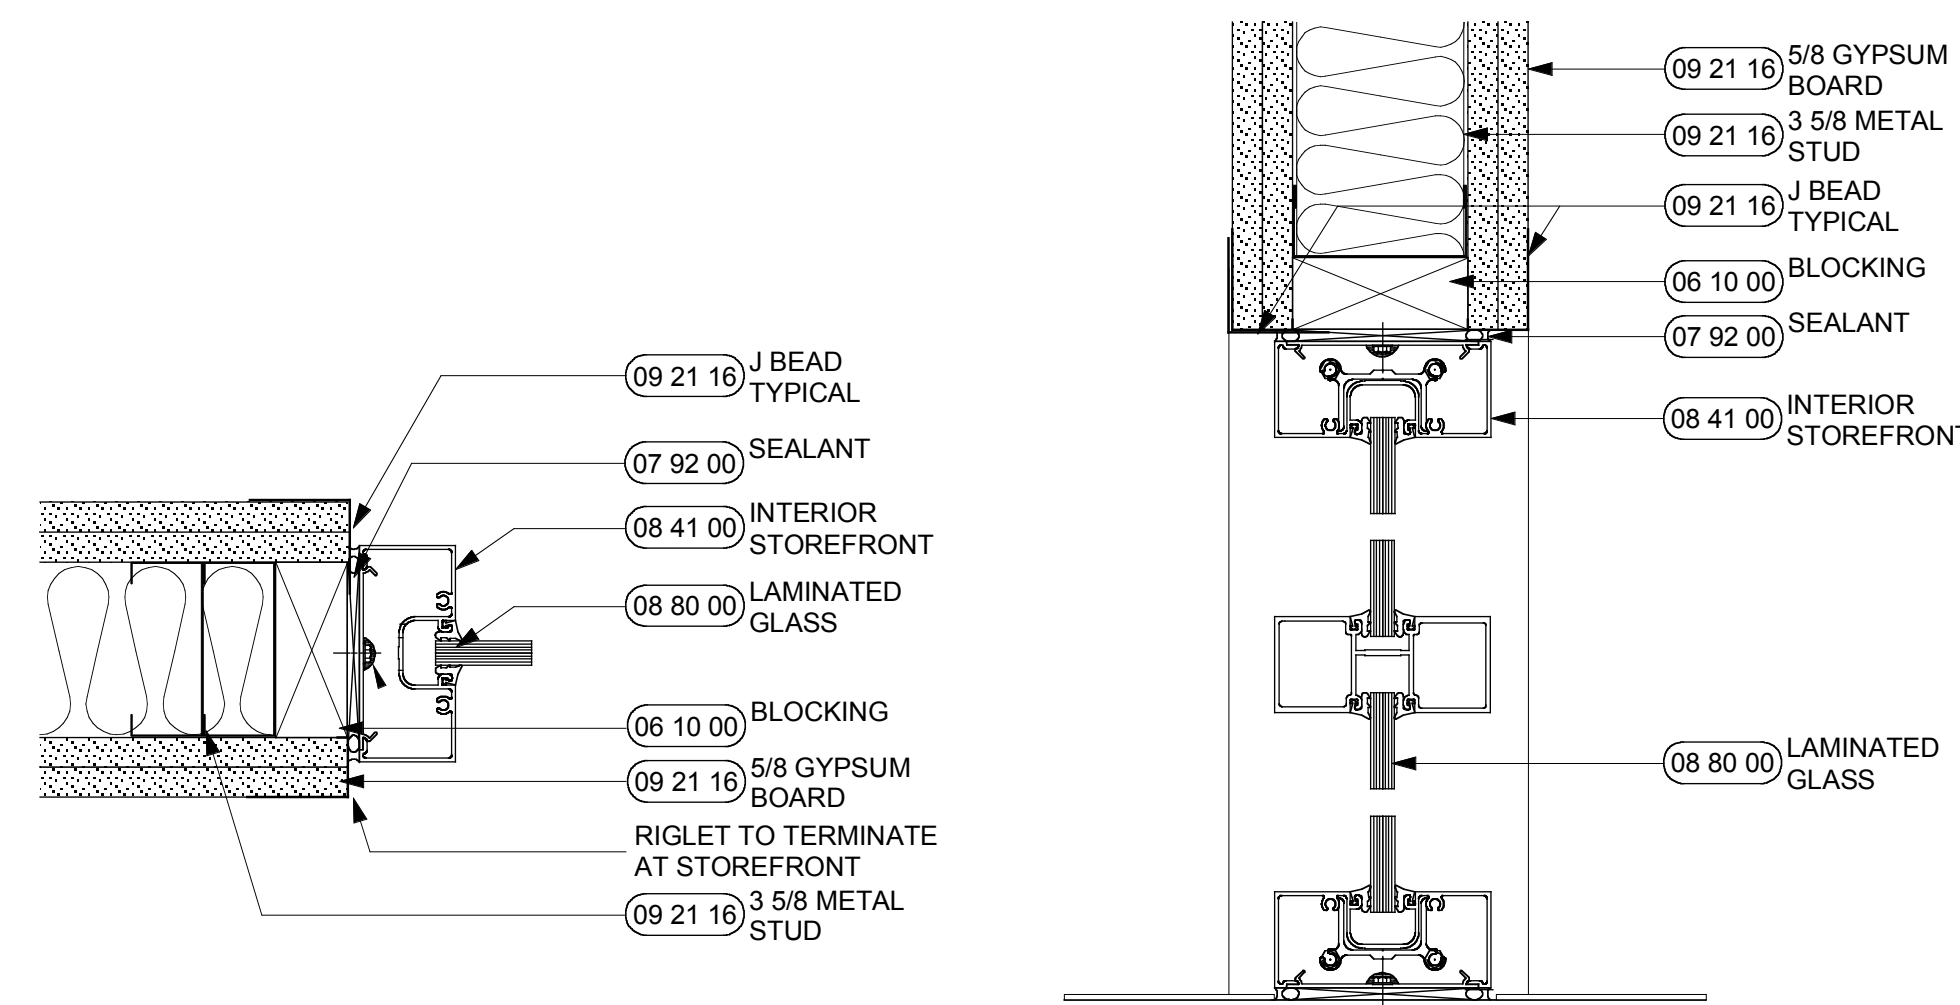 09 21 16 J BEAD
TYPICAL
07 92 00 SEALANT
08 41 00 INTERIOR
STOREFRONT
08 80 00 LAMINATED
GLASS
06 10 00 BLOCKING
09 21 16 5/8 GYPSUM
BOARD
RIGLET TO TERMINATE
AT STOREFRONT
09 21 16 3 5/8 METAL
STUD
09 21 16 5/8 GYPSUM
BOARD
09 21 16 3 5/8 METAL
STUD
09 21 16 J BEAD
TYPICAL
06 10 00 BLOCKING
07 92 00 SEALANT
08 41 00 INTERIOR
STOREFRONT
08 80 00 LAMINATED
GLASS